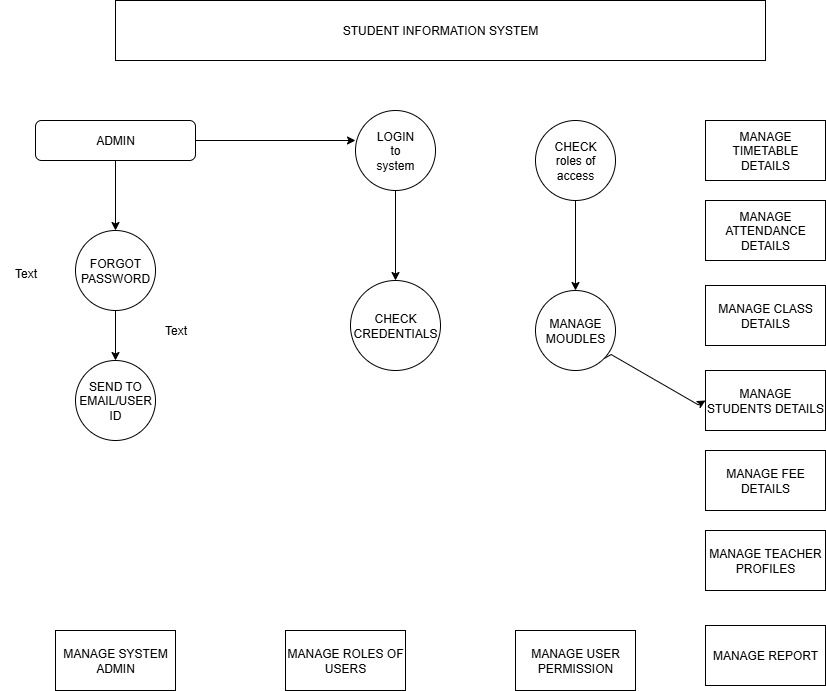 STUDENT INFORMATION SYSTEM
ADMIN
LOGIN
to
system
CHECK
roles of
access
MANAGE
TIMETABLE
DETAILS
MANAGE
ATTENDANCE
DETAILS
FORGOT
PASSWORD
Text
CHECK
CREDENTIALS
MANAGE
MOUDLES
MANAGE CLASS
DETAILS
Text
SEND TO
EMAIL/USER
ID
MANAGE
STUDENTS DETAILS
MANAGE FEE
DETAILS
MANAGE TEACHER
PROFILES
MANAGE SYSTEM
ADMIN
MANAGE ROLES OF
USERS
MANAGE USER
PERMISSION
MANAGE REPORT